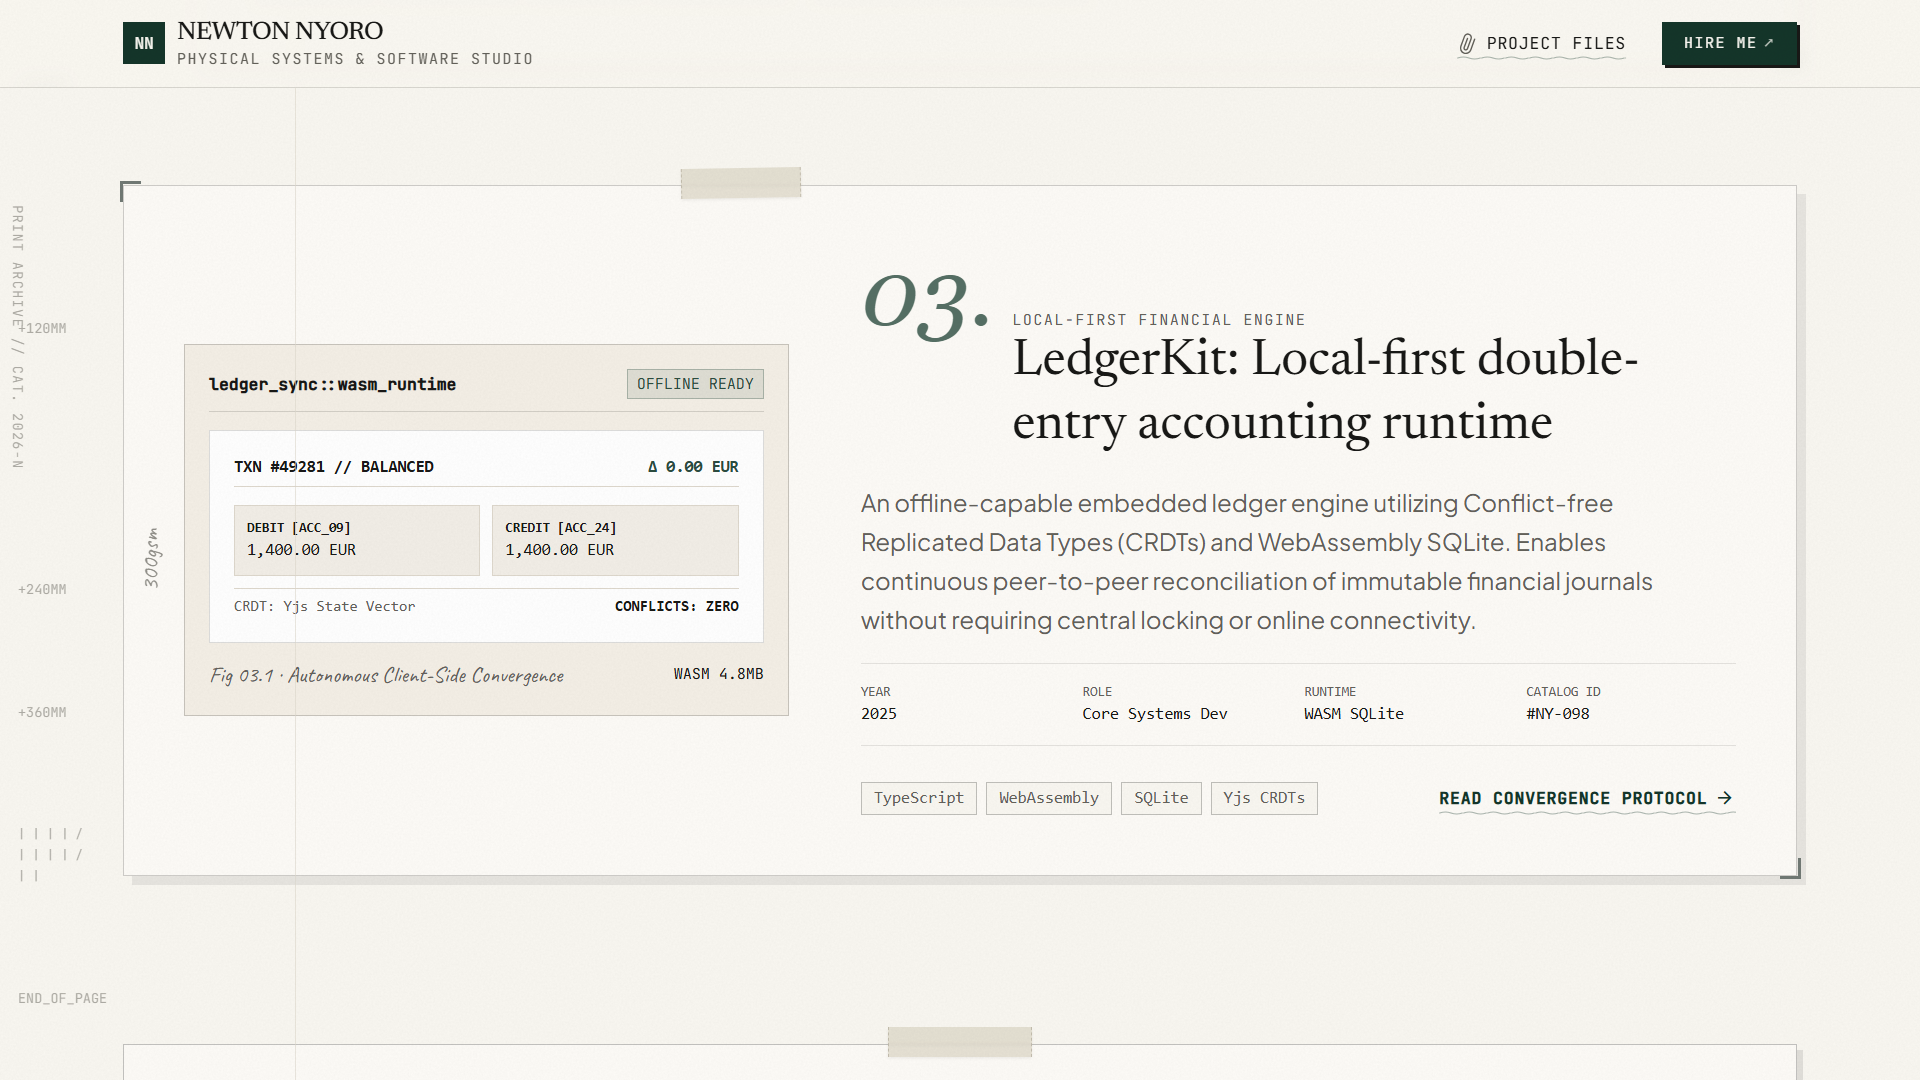 NN
NEWTON NYORO
PHYSICAL SYSTEMS & SOFTWARE STUDIO
PROJECT FILES
HIRE ME ↗
PRINT ARCHIVE // CAT. 2026-N
+120MM
+240MM
+360MM
| | | | /
| | | | /
| |
END_OF_PAGE
300gsm
ledger_sync::wasm_runtime
OFFLINE READY
TXN #49281 // BALANCED
Δ 0.00 EUR
DEBIT [ACC_09]
1,400.00 EUR
CREDIT [ACC_24]
1,400.00 EUR
CRDT: Yjs State Vector
CONFLICTS: ZERO
Fig 03.1 · Autonomous Client-Side Convergence
WASM 4.8MB
03.
LOCAL-FIRST FINANCIAL ENGINE
LedgerKit: Local-first double-
entry accounting runtime
An offline-capable embedded ledger engine utilizing Conflict-free
Replicated Data Types (CRDTs) and WebAssembly SQLite. Enables
continuous peer-to-peer reconciliation of immutable financial journals
without requiring central locking or online connectivity.
YEAR
2025
ROLE
Core Systems Dev
RUNTIME
WASM SQLite
CATALOG ID
#NY-098
TypeScript
WebAssembly
SQLite
Yjs CRDTs
READ CONVERGENCE PROTOCOL →